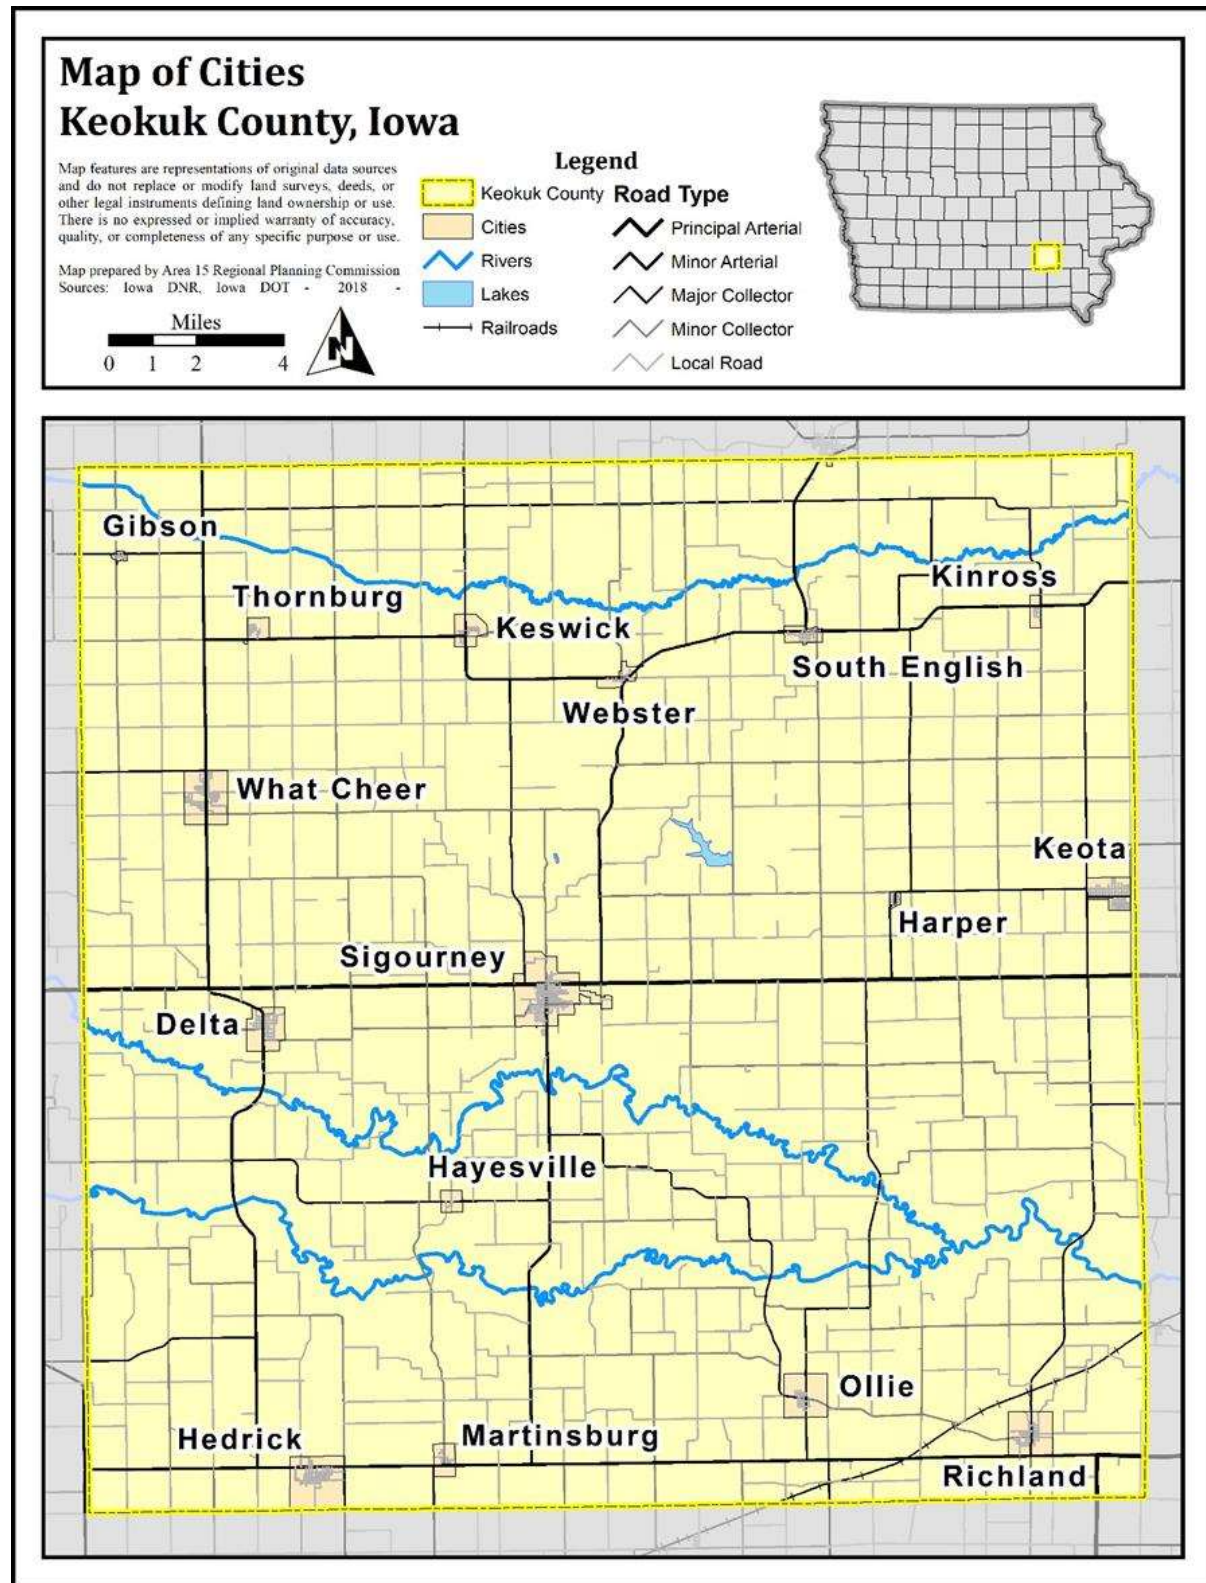 Map of Cities
Keokuk County, Iowa
Map features are representations of original data sources
and do not replace or modify land surveys, deeds, or
other legal instruments defining land ownership or use.
There is no expressed or implied warranty of accuracy,
quality, or completeness of any specific purpose or use.
Map prepared by Area 15 Regional Planning Commission
Sources: Iowa DNR, Iowa DOT - 2018 -
Miles
0 1 2 4
N
Legend
Keokuk County
Cities
Rivers
Lakes
Railroads
Road Type
Principal Arterial
Minor Arterial
Major Collector
Minor Collector
Local Road
Gibson
Thornburg
Keswick
Kinross
South English
Webster
What Cheer
Keota
Harper
Sigourney
Delta
Hayesville
Ollie
Hedrick
Martinsburg
Richland